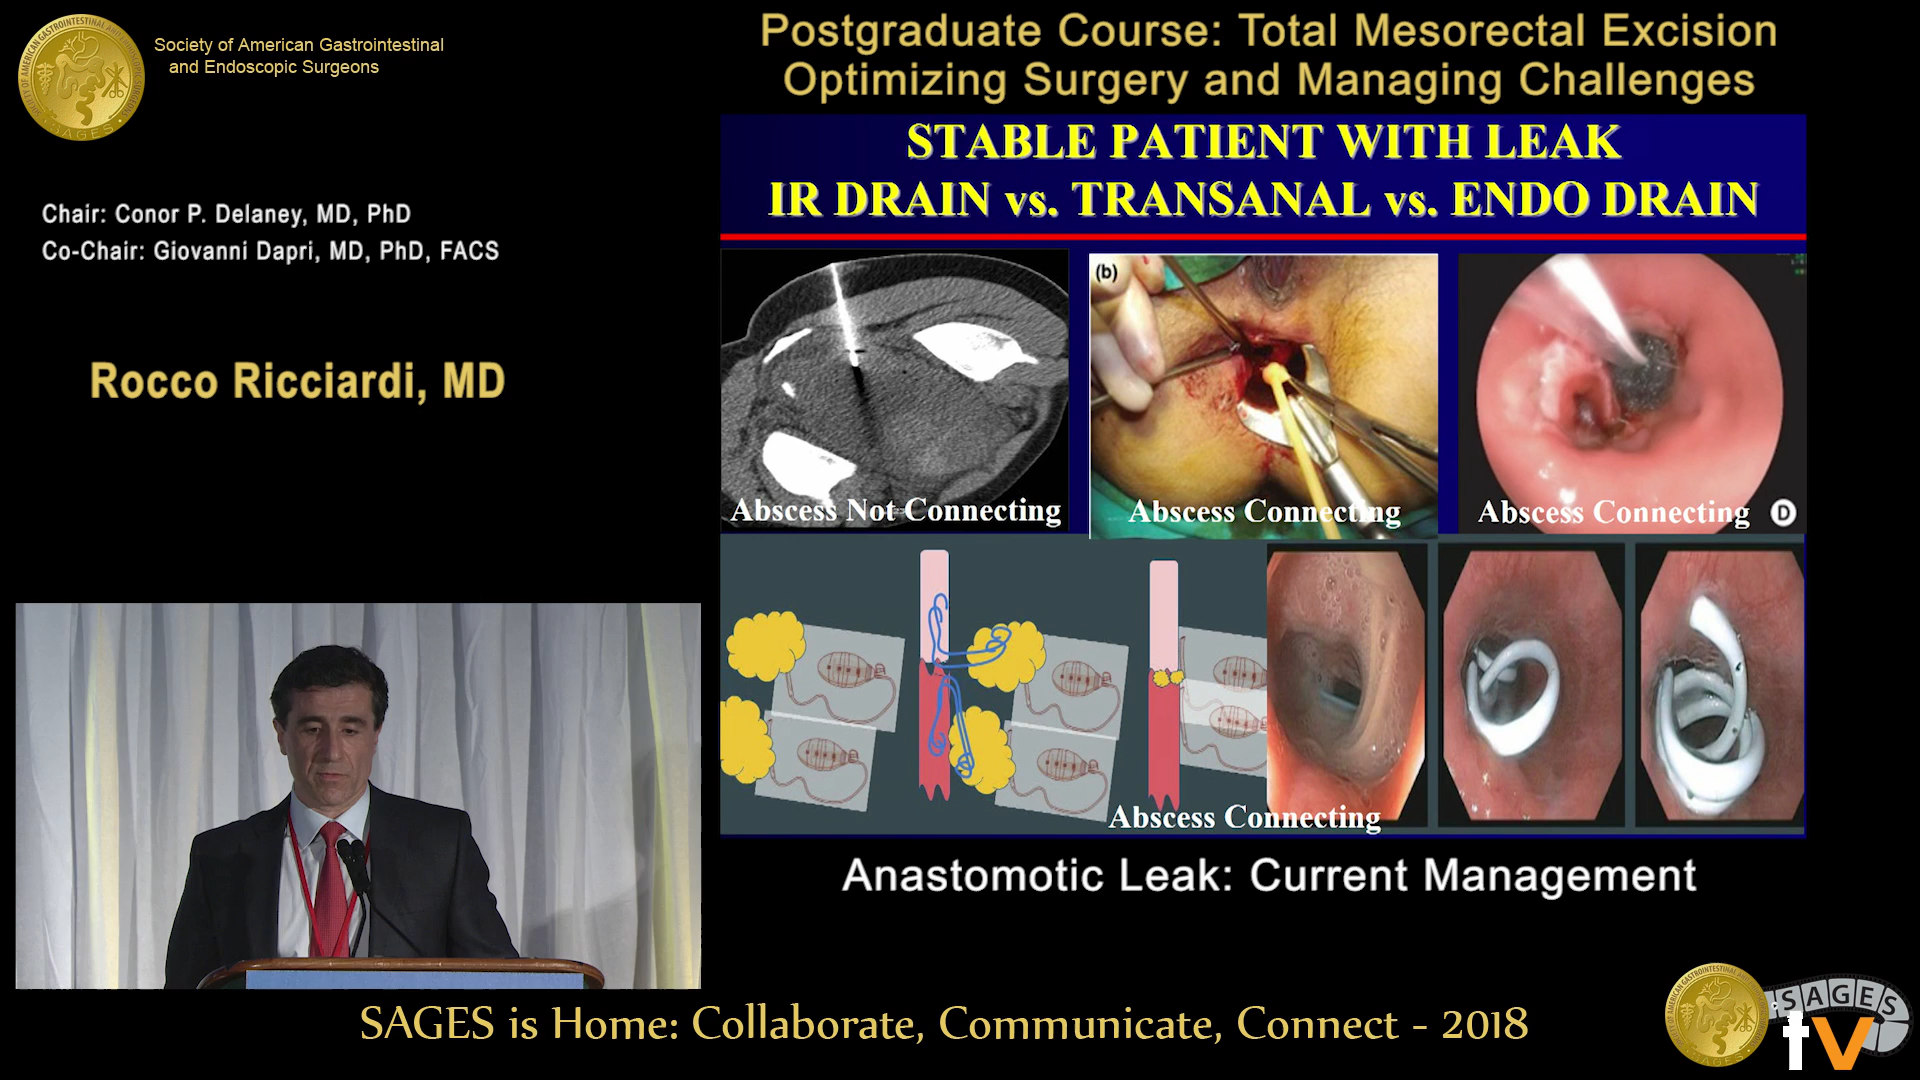 Society of American Gastrointestinal
and Endoscopic Surgeons
SAGES
Chair: Conor P. Delaney, MD, PhD
Co-Chair: Giovanni Dapri, MD, PhD, FACS
Rocco Ricciardi, MD
Postgraduate Course: Total Mesorectal Excision
Optimizing Surgery and Managing Challenges
STABLE PATIENT WITH LEAK
IR DRAIN vs. TRANSANAL vs. ENDO DRAIN
(b)
Abscess Not Connecting
Abscess Connecting
Abscess Connecting
D
Abscess Connecting
Anastomotic Leak: Current Management
SAGES is Home: Collaborate, Communicate, Connect - 2018
SAGES
tv